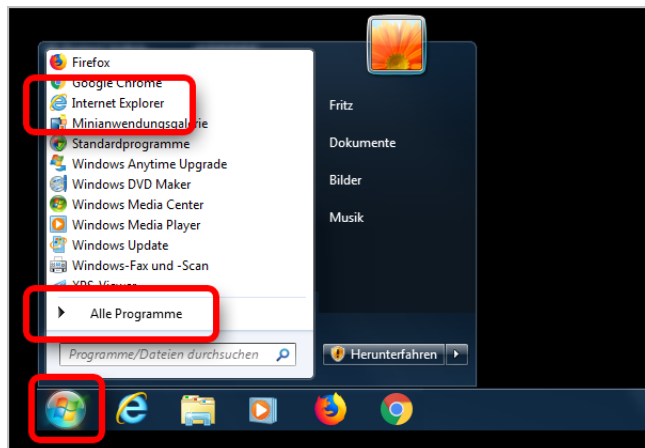 Firefox
Google Chrome
Internet Explorer
Minianwendungsgalerie
Standardprogramme
Windows Anytime Upgrade
Windows DVD Maker
Windows Media Center
Windows Media Player
Windows Update
Windows-Fax und -Scan
XPS-Viewer
Alle Programme
Programme/Dateien durchsuchen
Fritz
Dokumente
Bilder
Musik
Herunterfahren